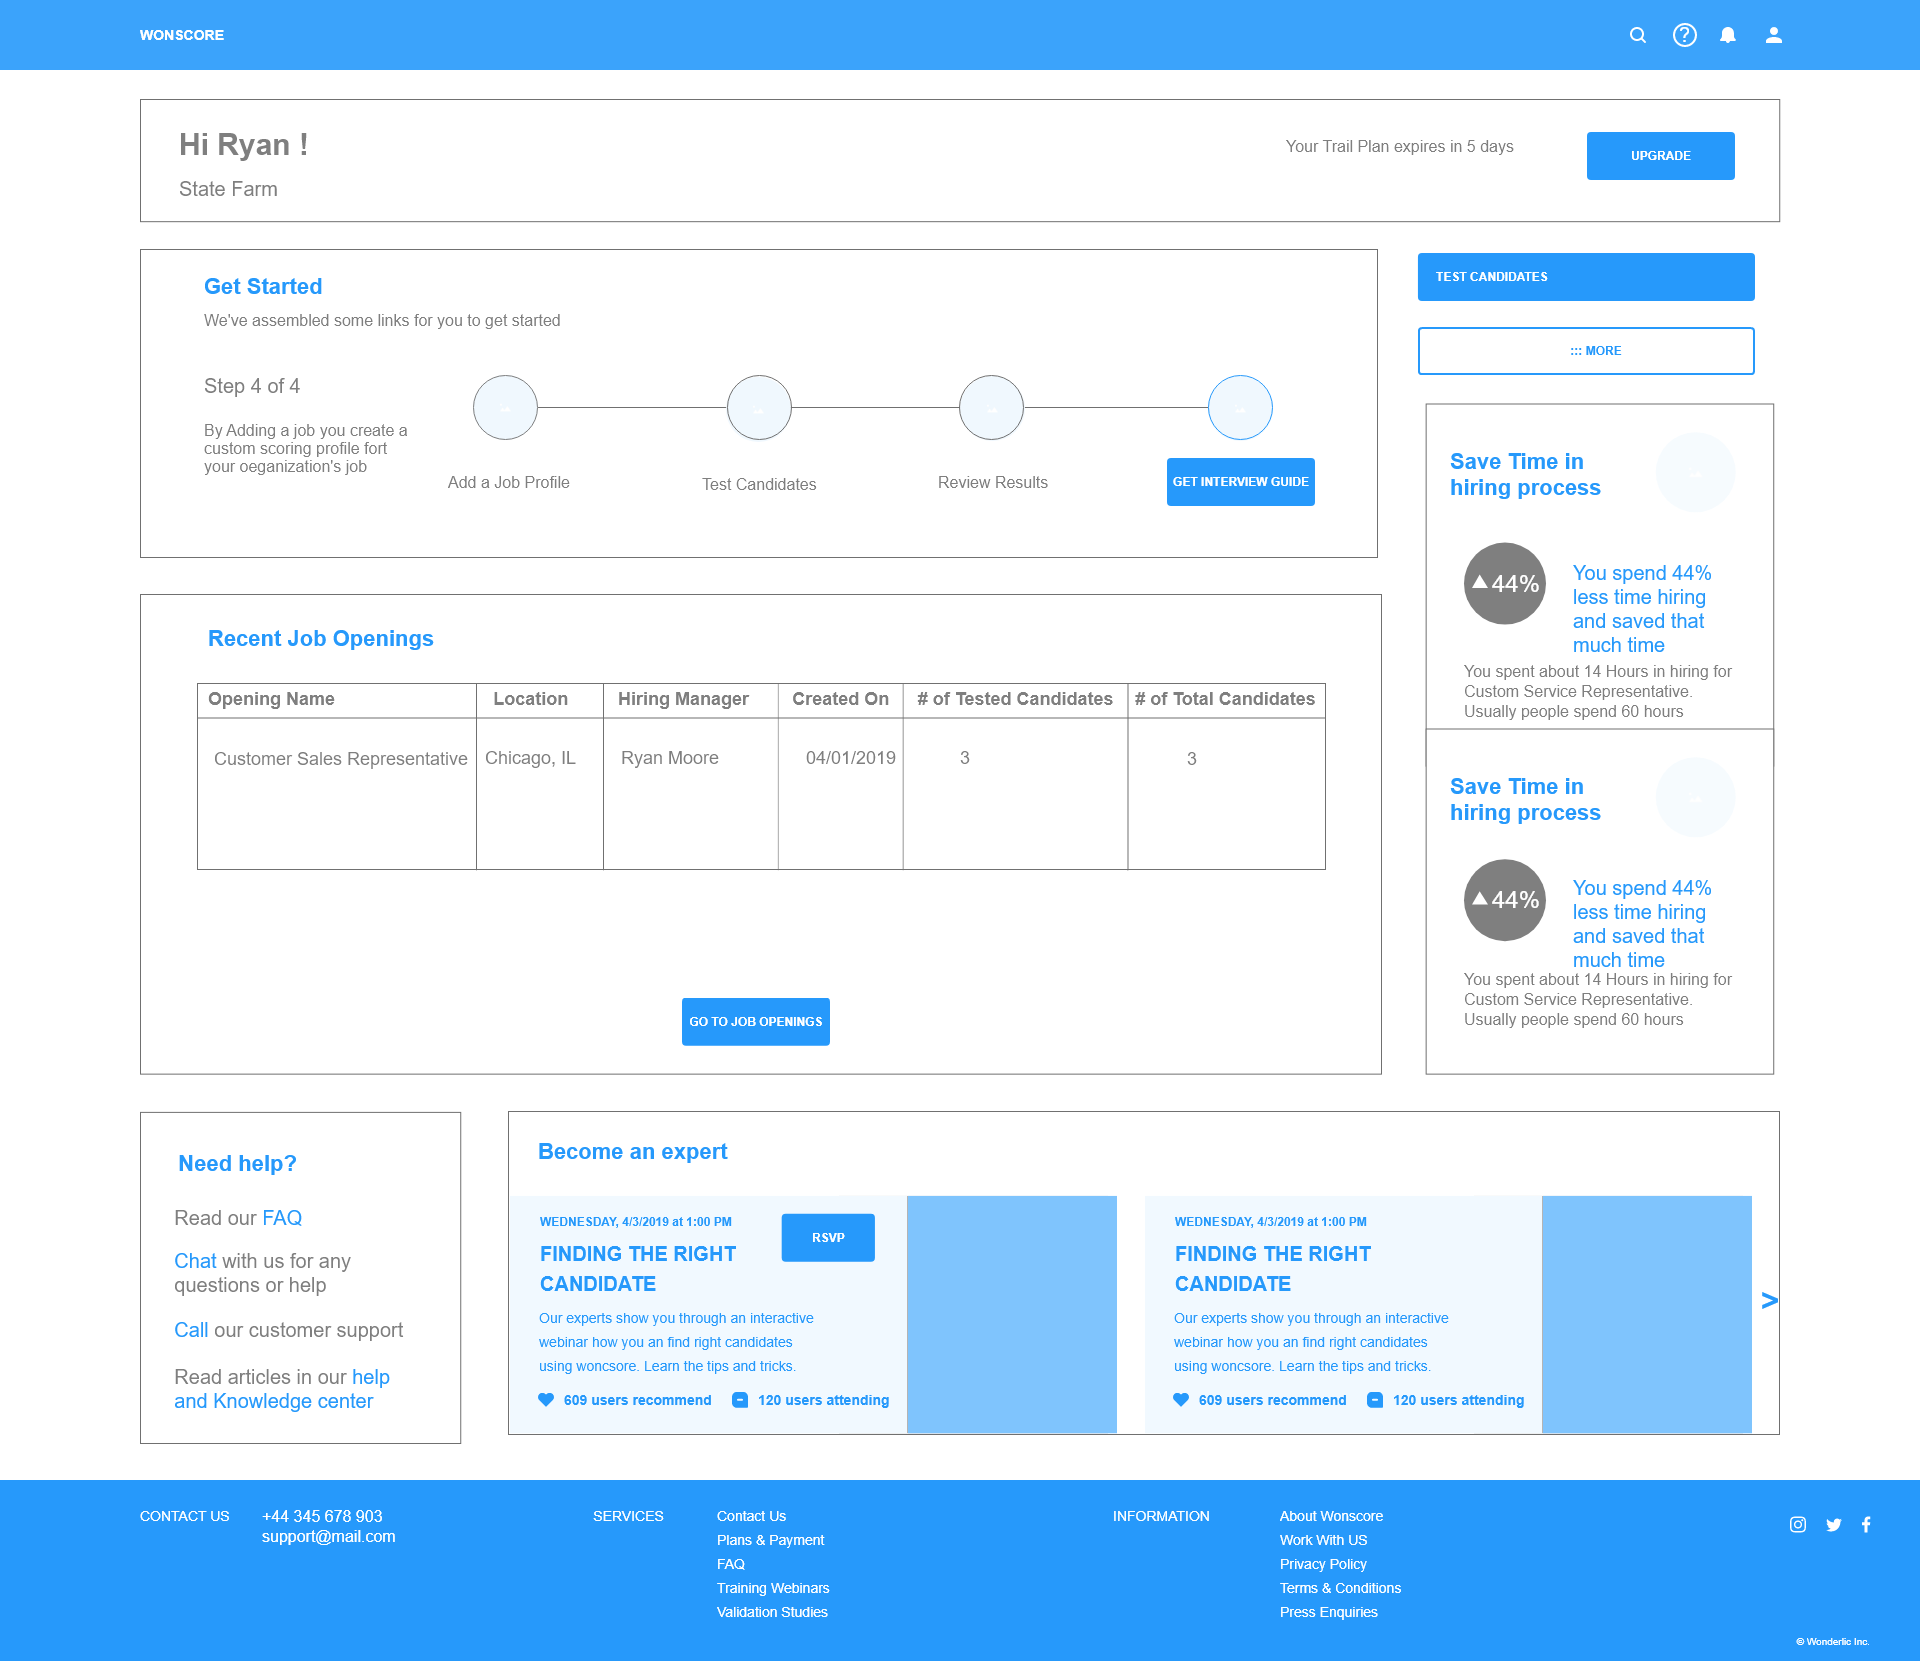 WONSCORE
Hi Ryan !
State Farm
Your Trail Plan expires in 5 days
UPGRADE
Get Started
We've assembled some links for you to get started
Step 4 of 4
By Adding a job you create a
custom scoring profile fort
your oeganization's job
Add a Job Profile
Test Candidates
Review Results
GET INTERVIEW GUIDE
TEST CANDIDATES
::: MORE
Save Time in
hiring process
44%
You spend 44%
less time hiring
and saved that
much time
You spent about 14 Hours in hiring for
Custom Service Representative.
Usually people spend 60 hours
Save Time in
hiring process
44%
You spend 44%
less time hiring
and saved that
much time
You spent about 14 Hours in hiring for
Custom Service Representative.
Usually people spend 60 hours
Recent Job Openings
Opening Name Location Hiring Manager Created On # of Tested Candidates # of Total Candidates
Customer Sales Representative Chicago, IL Ryan Moore 04/01/2019 3 3
GO TO JOB OPENINGS
Need help?
Read our FAQ
Chat with us for any
questions or help
Call our customer support
Read articles in our help
and Knowledge center
Become an expert
WEDNESDAY, 4/3/2019 at 1:00 PM
RSVP
FINDING THE RIGHT
CANDIDATE
Our experts show you through an interactive
webinar how you an find right candidates
using woncsore. Learn the tips and tricks.
609 users recommend
120 users attending
WEDNESDAY, 4/3/2019 at 1:00 PM
FINDING THE RIGHT
CANDIDATE
Our experts show you through an interactive
webinar how you an find right candidates
using woncsore. Learn the tips and tricks.
609 users recommend
120 users attending
>
CONTACT US
+44 345 678 903
support@mail.com
SERVICES
Contact Us
Plans & Payment
FAQ
Training Webinars
Validation Studies
INFORMATION
About Wonscore
Work With US
Privacy Policy
Terms & Conditions
Press Enquiries
© Wonderlic Inc.